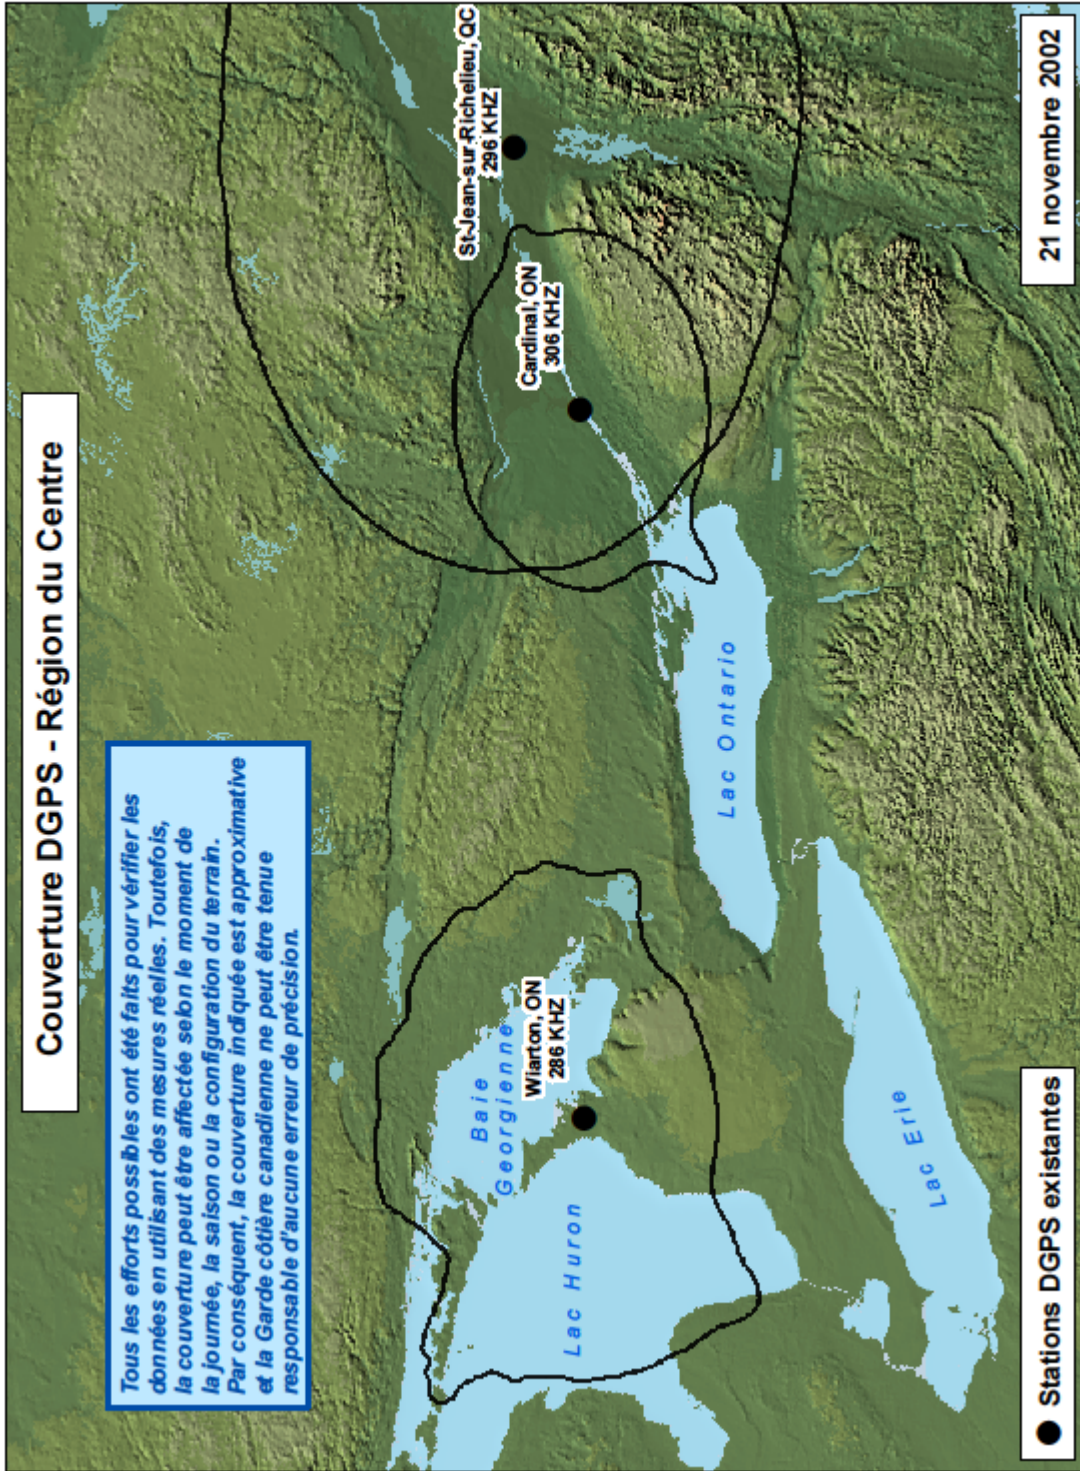 Couverture DGPS - Région du Centre
Tous les efforts possibles ont été faits pour vérifier les
données en utilisant des mesures réelles. Toutefois,
la couverture peut être affectée selon le moment de
la journée, la saison ou la configuration du terrain.
Par conséquent, la couverture indiquée est approximative
et la Garde côtière canadienne ne peut être tenue
responsable d'aucune erreur de précision.
St-Jean-sur-Richelieu, QC
296 KHZ
Cardinal, ON
306 KHZ
Baie
Georgienne
Wiarton, ON
286 KHZ
Lac Huron
Lac Ontario
Lac Erie
Stations DGPS existantes
21 novembre 2002